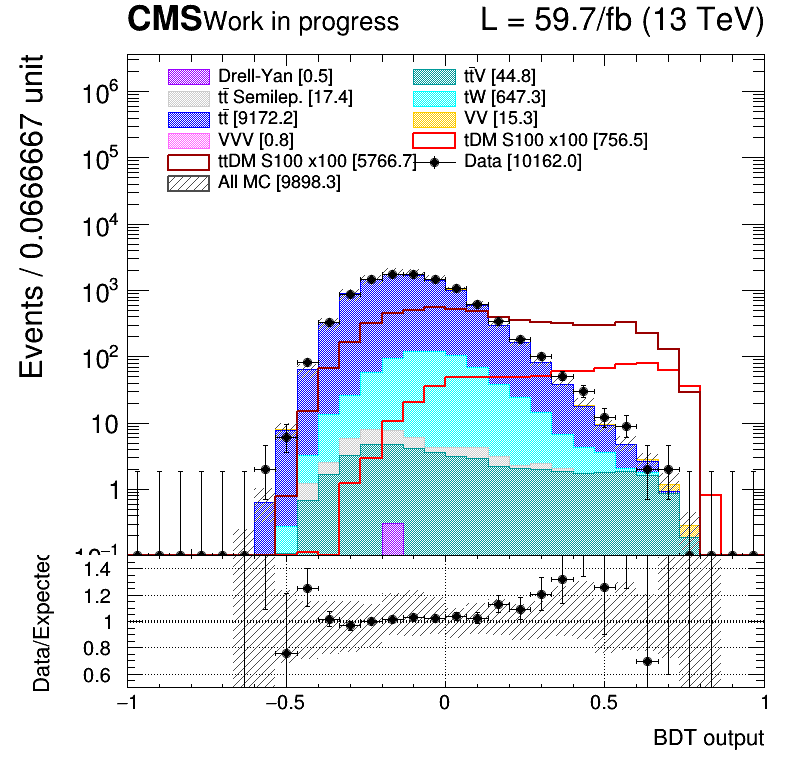 CMS Work in progress L = 59.7/fb (13 TeV)
Events / 0.0666667 unit
Drell-Yan [0.5] tt̄V [44.8]
tt̄ Semilep. [17.4] tW [647.3]
tt̄ [9172.2] VV [15.3]
VVV [0.8] tDM S100 x100 [756.5]
ttDM S100 x100 [5766.7] Data [10162.0]
All MC [9898.3]
10⁶
10⁵
10⁴
10³
10²
10
1
10⁻¹
Data/Expected
1.4
1.2
1
0.8
0.6
−1 −0.5 0 0.5 1
BDT output